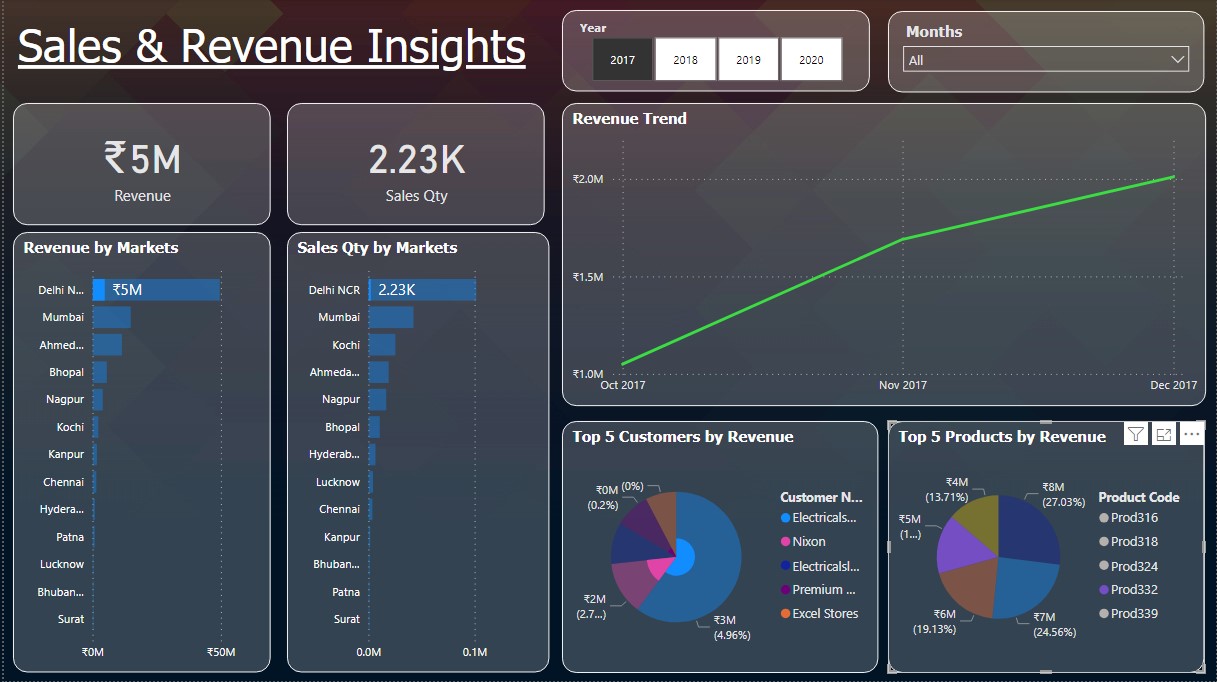 Sales & Revenue Insights
Year
2017
2018
2019
2020
Months
All
₹5M
Revenue
2.23K
Sales Qty
Revenue Trend
₹2.0M
₹1.5M
₹1.0M
Oct 2017
Nov 2017
Dec 2017
Revenue by Markets
Delhi N...
₹5M
Mumbai
Ahmed...
Bhopal
Nagpur
Kochi
Kanpur
Chennai
Hydera...
Patna
Lucknow
Bhuban...
Surat
₹0M
₹50M
Sales Qty by Markets
Delhi NCR
2.23K
Mumbai
Kochi
Ahmeda...
Nagpur
Bhopal
Hyderab...
Lucknow
Chennai
Kanpur
Bhuban...
Patna
Surat
0.0M
0.1M
Top 5 Customers by Revenue
₹0M (0%)
(0.2%)
₹2M
(2.7...)
₹3M
(4.96%)
Customer N...
Electricals...
Nixon
Electricalsl...
Premium ...
Excel Stores
Top 5 Products by Revenue
₹4M
(13.71%)
₹8M
(27.03%)
₹5M
(1...)
₹6M
(19.13%)
₹7M
(24.56%)
Product Code
Prod316
Prod318
Prod324
Prod332
Prod339